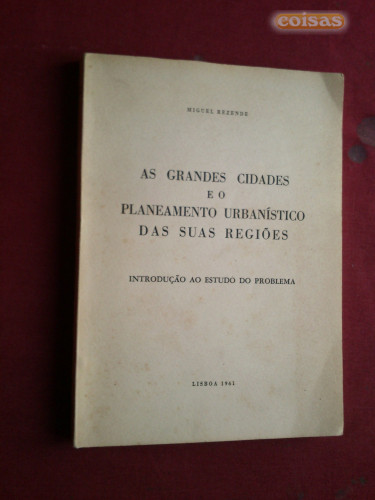 coisas
MIGUEL REZENDE
AS GRANDES CIDADES
E O
PLANEAMENTO URBANÍSTICO
DAS SUAS REGIÕES
INTRODUÇÃO AO ESTUDO DO PROBLEMA
LISBOA 1961